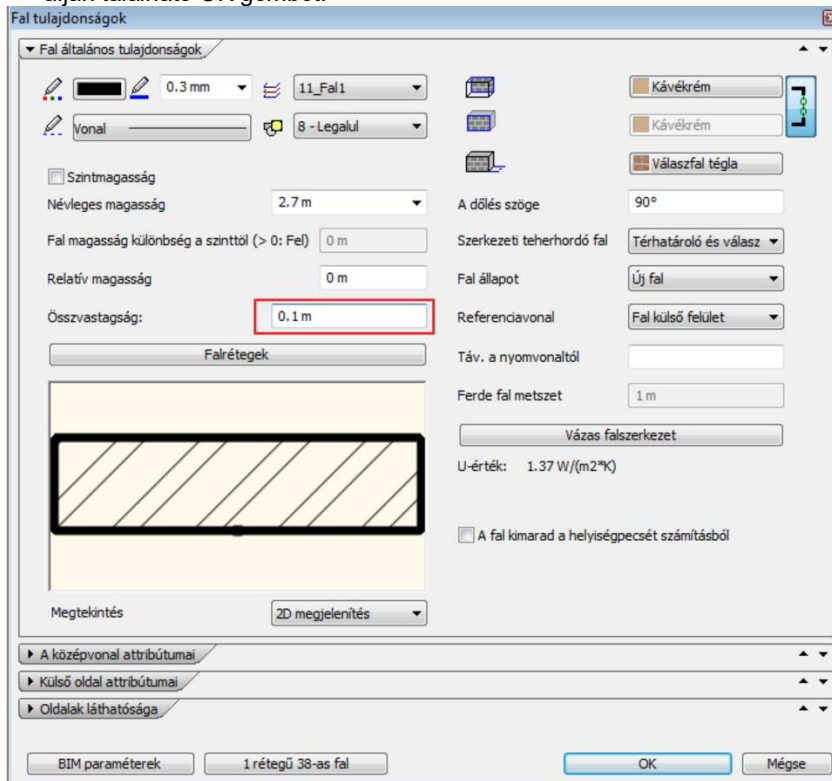 alján található OK gombot.
Fal tulajdonságok
Fal általános tulajdonságok
0.3 mm
11_Fal1
Kávékrém
Vonal
8 - Legalul
Kávékrém
Válaszfal tégla
Szintmagasság
Névleges magasság
2.7 m
A dőlés szöge
90°
Fal magasság különbség a szinttől (> 0: Fel)
0 m
Szerkezeti teherhordó fal
Térhatároló és válasz
Relatív magasság
0 m
Fal állapot
Új fal
Összvastagság:
0.1 m
Referenciavonal
Fal külső felület
Falrétegek
Táv. a nyomvonaltól
Ferde fal metszet
1 m
Vázas falszerkezet
U-érték: 1.37 W/(m2*K)
A fal kimarad a helyiségpecsét számításból
Megtekintés
2D megjelenítés
A középvonal attribútumai
Külső oldal attribútumai
Oldalak láthatósága
BIM paraméterek
1 rétegű 38-as fal
OK
Mégse